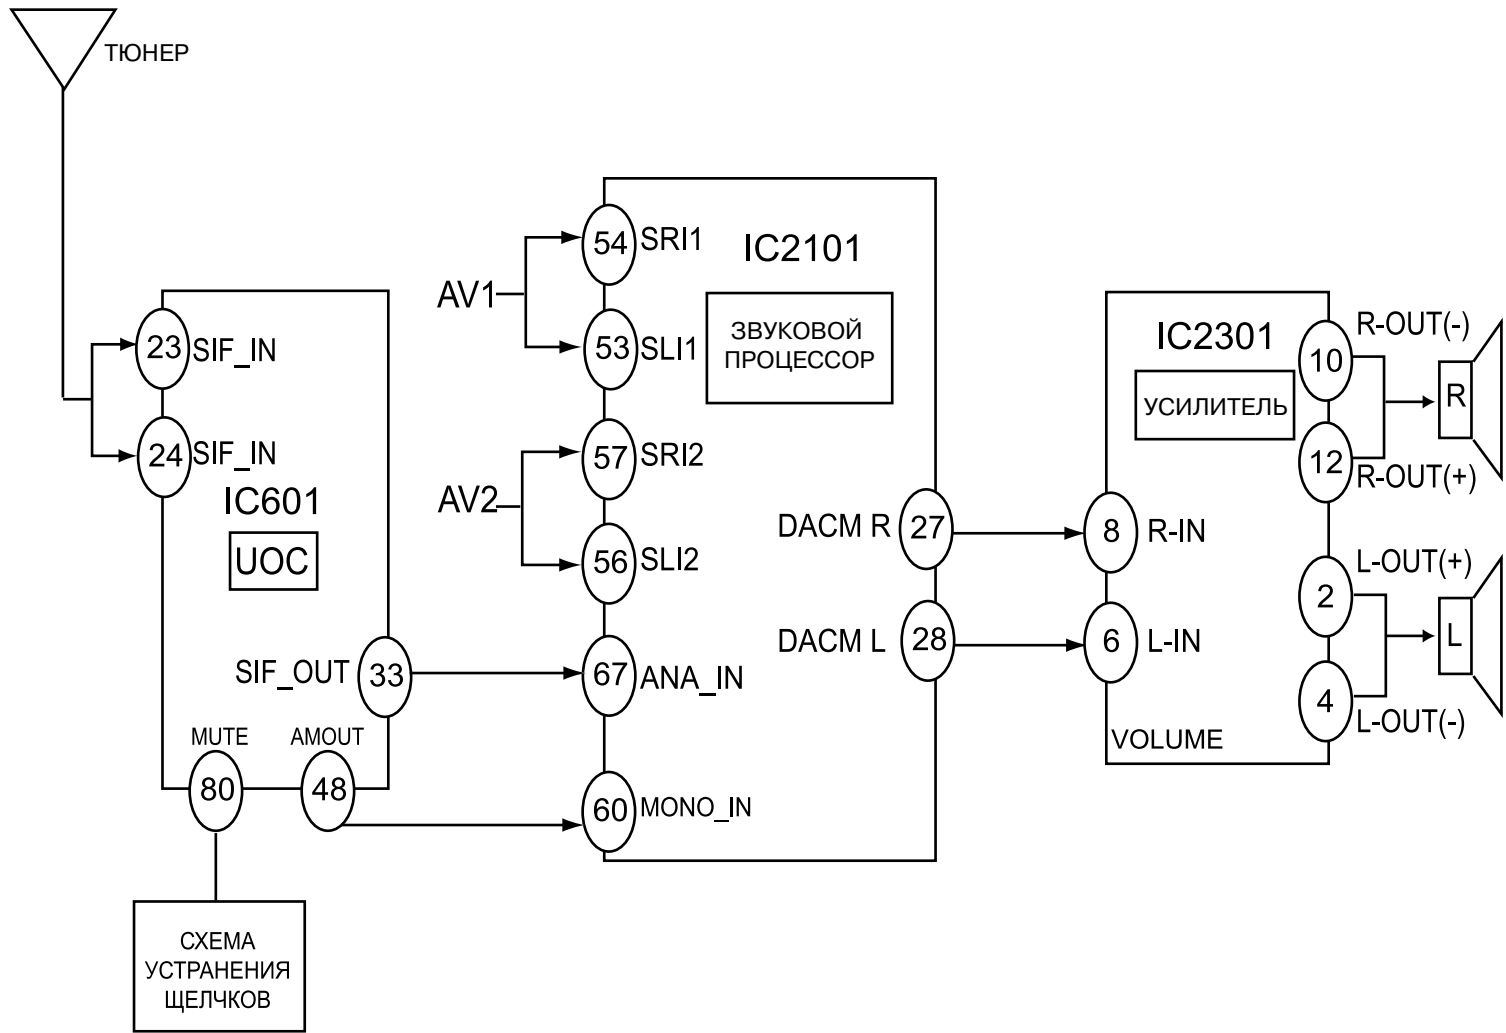 ТЮНЕР
23
SIF_IN
24
SIF_IN
IC601
UOC
SIF_OUT
33
MUTE
AMOUT
80
48
СХЕМА
УСТРАНЕНИЯ
ЩЕЛЧКОВ
AV1
54
SRI1
53
SLI1
AV2
57
SRI2
56
SLI2
67
ANA_IN
60
MONO_IN
IC2101
ЗВУКОВОЙ
ПРОЦЕССОР
DACM R
27
DACM L
28
IC2301
УСИЛИТЕЛЬ
8
R-IN
6
L-IN
VOLUME
10
R-OUT(-)
12
R-OUT(+)
R
2
L-OUT(+)
4
L-OUT(-)
L